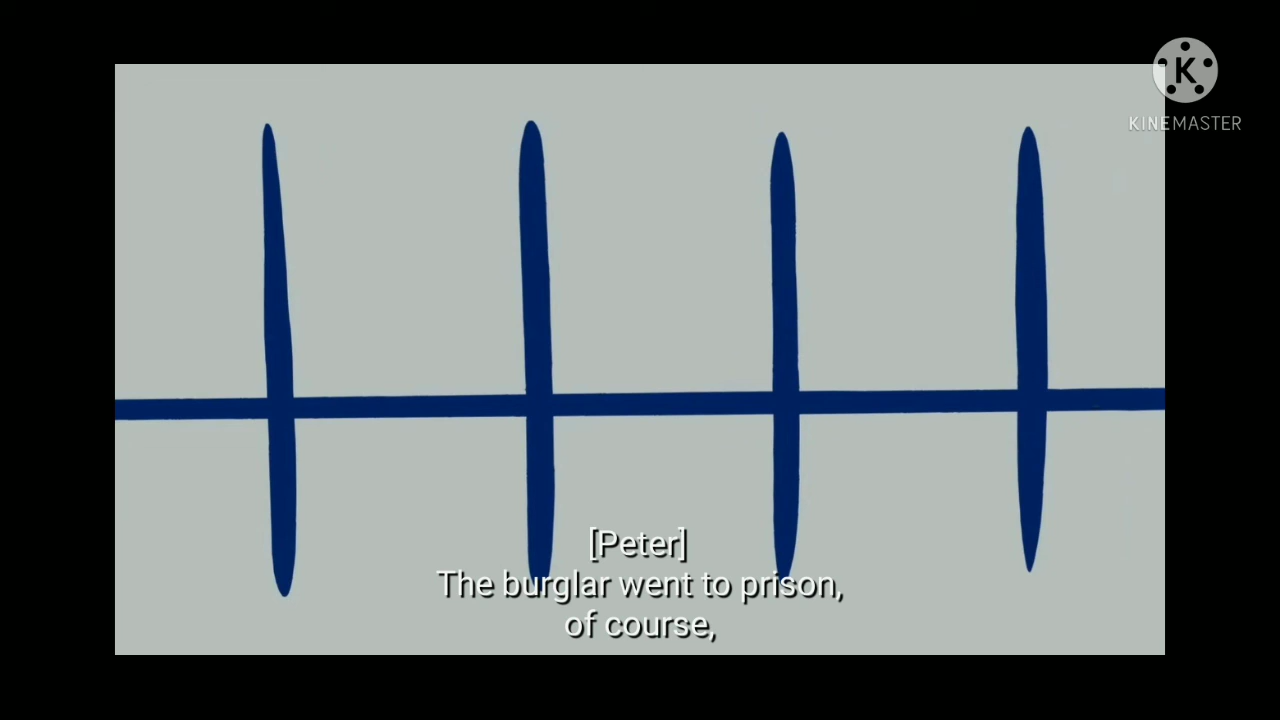 K
KINEMASTER
[Peter]
The burglar went to prison,
of course,